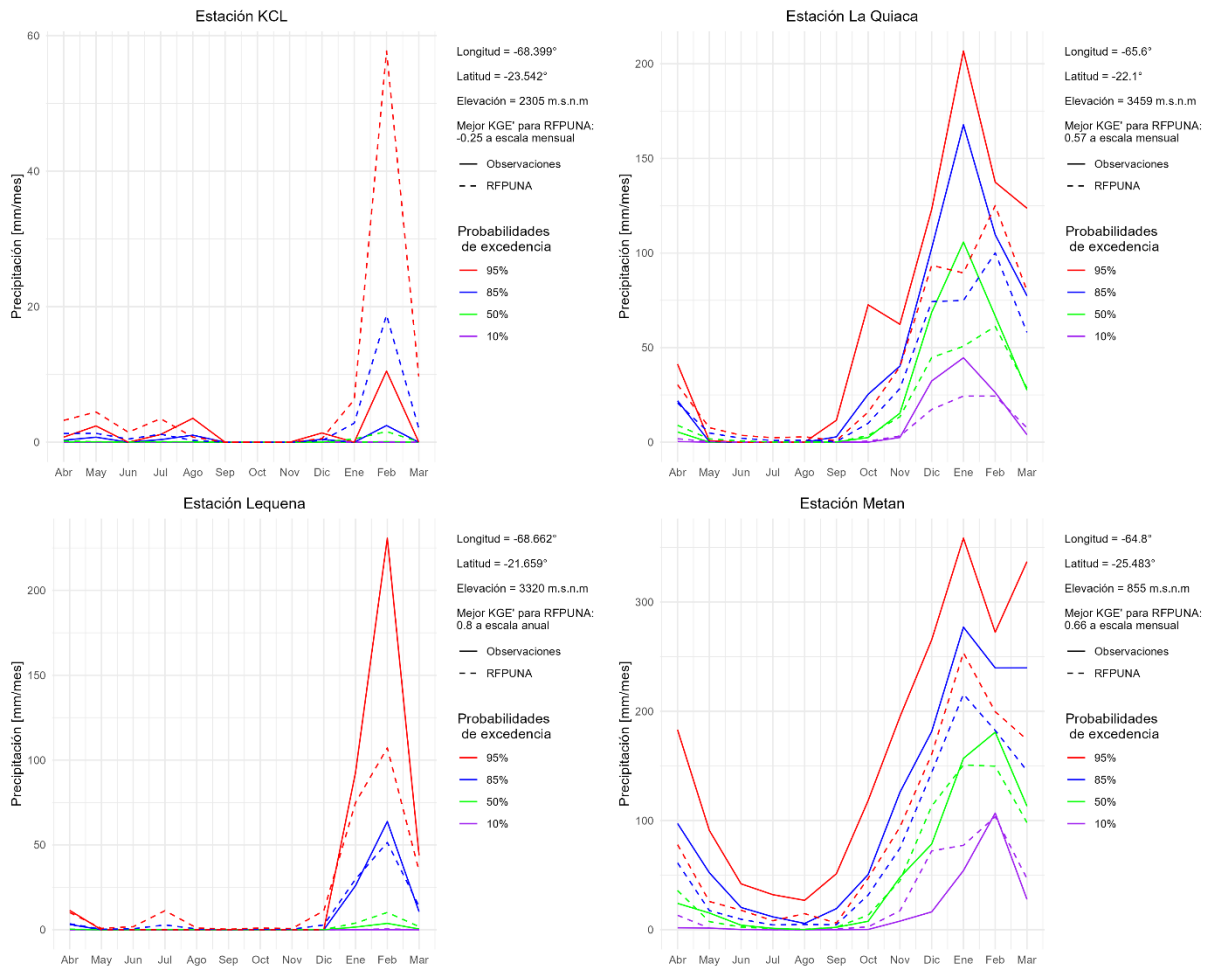 Estación KCL
Precipitación [mm/mes]
60
40
20
0
Abr May Jun Jul Ago Sep Oct Nov Dic Ene Feb Mar
Longitud = -68.399°
Latitud = -23.542°
Elevación = 2305 m.s.n.m
Mejor KGE' para RFPUNA:
-0.25 a escala mensual
Observaciones
RFPUNA
Probabilidades
de excedencia
95%
85%
50%
10%
Estación La Quiaca
Precipitación [mm/mes]
200
150
100
50
0
Abr May Jun Jul Ago Sep Oct Nov Dic Ene Feb Mar
Longitud = -65.6°
Latitud = -22.1°
Elevación = 3459 m.s.n.m
Mejor KGE' para RFPUNA:
0.57 a escala mensual
Observaciones
RFPUNA
Probabilidades
de excedencia
95%
85%
50%
10%
Estación Lequena
Precipitación [mm/mes]
200
150
100
50
0
Abr May Jun Jul Ago Sep Oct Nov Dic Ene Feb Mar
Longitud = -68.662°
Latitud = -21.659°
Elevación = 3320 m.s.n.m
Mejor KGE' para RFPUNA:
0.8 a escala anual
Observaciones
RFPUNA
Probabilidades
de excedencia
95%
85%
50%
10%
Estación Metan
Precipitación [mm/mes]
300
200
100
0
Abr May Jun Jul Ago Sep Oct Nov Dic Ene Feb Mar
Longitud = -64.8°
Latitud = -25.483°
Elevación = 855 m.s.n.m
Mejor KGE' para RFPUNA:
0.66 a escala mensual
Observaciones
RFPUNA
Probabilidades
de excedencia
95%
85%
50%
10%